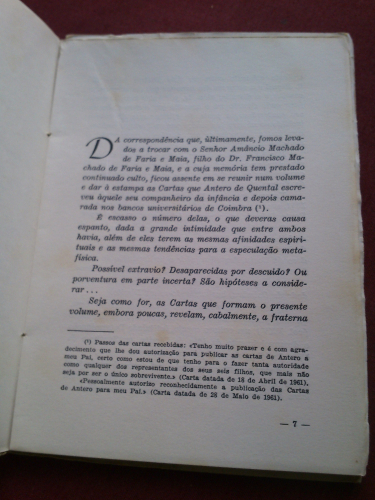 DA correspondência que, ùltimamente, fomos leva-
dos a trocar com o Senhor Amâncio Machado
de Faria e Maia, filho do Dr. Francisco Ma-
chado de Faria e Maia, e a cuja memória tem prestado
continuado culto, ficou assente em se reunir num volume
e dar à estampa as Cartas que Antero de Quental escre-
veu àquele seu companheiro da infância e depois cama-
rada nos bancos universitários de Coimbra (¹).
É escasso o número delas, o que deveras causa
espanto, dada a grande intimidade que entre ambos
havia, além de eles terem as mesmas afinidades espiri-
tuais e as mesmas tendências para a especulação meta-
física.
Possível extravio? Desaparecidas por descuido? Ou
porventura em parte incerta? São hipóteses a conside-
rar...
Seja como for, as Cartas que formam o presente
volume, embora poucas, revelam, cabalmente, a fraterna
(¹) Passos das cartas recebidas: «Tenho muito prazer e é com agra-
decimento que lhe dou autorização para publicar as cartas de Antero a
meu Pai, certo como estou de que tenho para o fazer tanta autoridade
como qualquer dos representantes dos seus seis filhos, que mais não
seja por ser o único sobrevivente.» (Carta datada de 18 de Abril de 1961).
«Pessoalmente autorizo reconhecidamente a publicação das Cartas
de Antero para meu Pai.» (Carta datada de 28 de Maio de 1961).
— 7 —